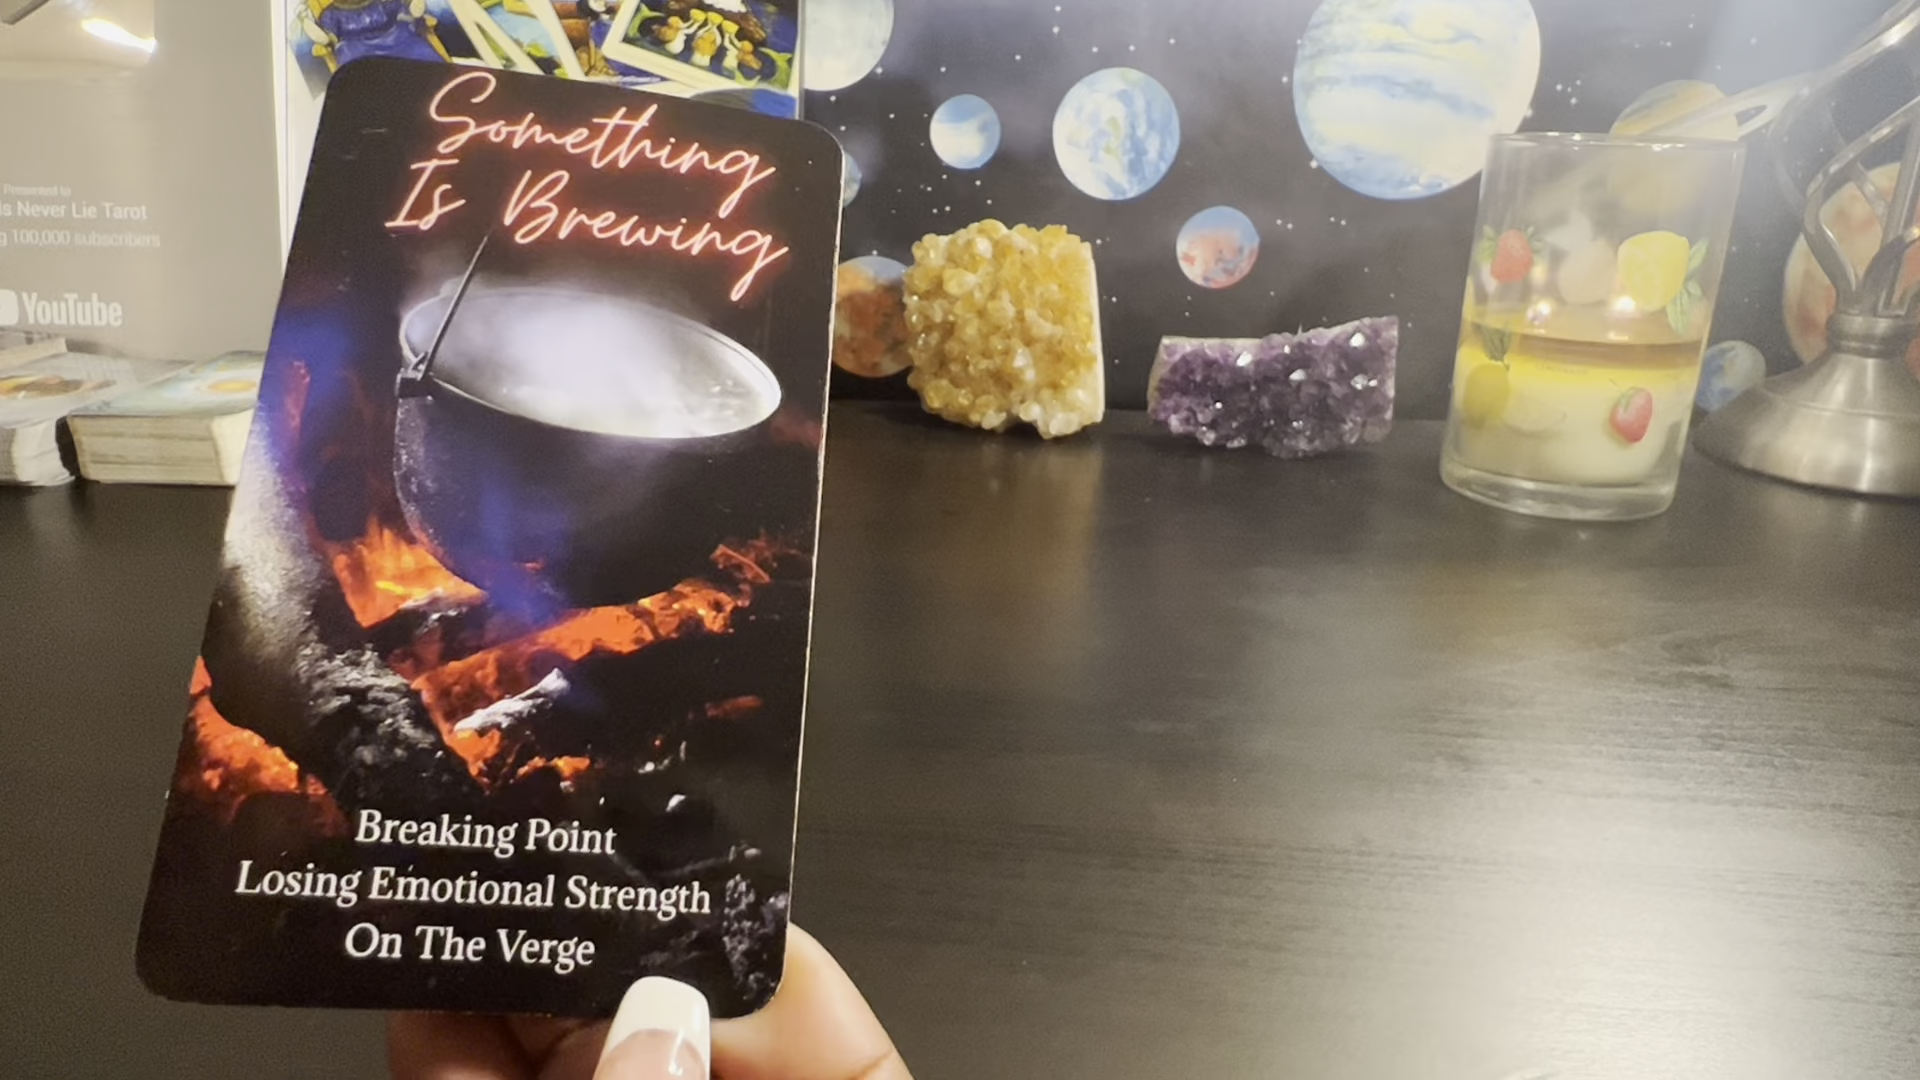 Something
Is Brewing
Breaking Point
Losing Emotional Strength
On The Verge
Presented to
s Never Lie Tarot
g 100,000 subscribers
YouTube